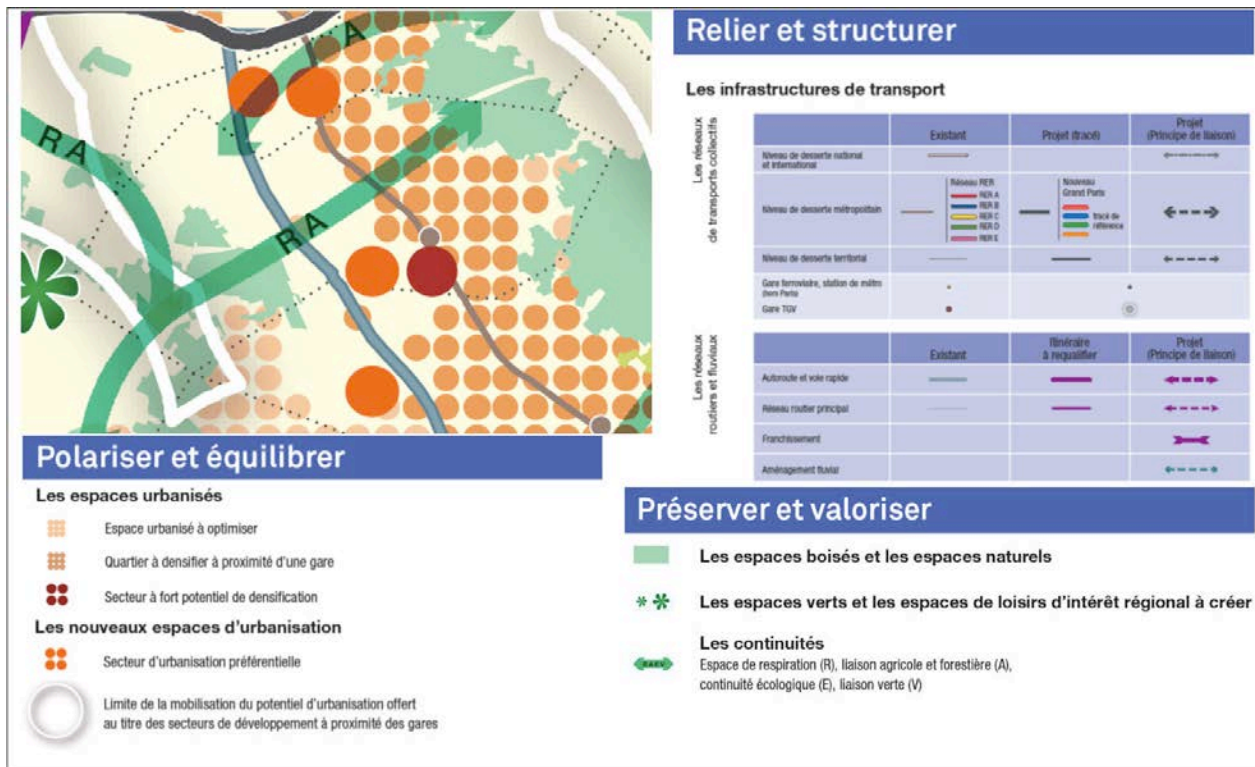 A
R A
R A
Relier et structurer
Les infrastructures de transport
Les réseaux
de transports collectifs
Existant
Projet (tracé)
Projet
(Principe de liaison)
Niveau de desserte national
et international
Niveau de desserte métropolitain
Réseau RER
RER A
RER B
RER C
RER D
RER E
Nouveau
Grand Paris
tracé de
référence
Niveau de desserte territorial
Gare ferroviaire, station de métro
(hors Paris)
Gare TGV
Les réseaux
routiers et fluviaux
Existant
Itinéraire
à requalifier
Projet
(Principe de liaison)
Autoroute et voie rapide
Réseau routier principal
Franchissement
Aménagement fluvial
Polariser et équilibrer
Les espaces urbanisés
Espace urbanisé à optimiser
Quartier à densifier à proximité d'une gare
Secteur à fort potentiel de densification
Les nouveaux espaces d'urbanisation
Secteur d'urbanisation préférentielle
Limite de la mobilisation du potentiel d'urbanisation offert
au titre des secteurs de développement à proximité des gares
Préserver et valoriser
Les espaces boisés et les espaces naturels
Les espaces verts et les espaces de loisirs d'intérêt régional à créer
Les continuités
Espace de respiration (R), liaison agricole et forestière (A),
continuité écologique (E), liaison verte (V)